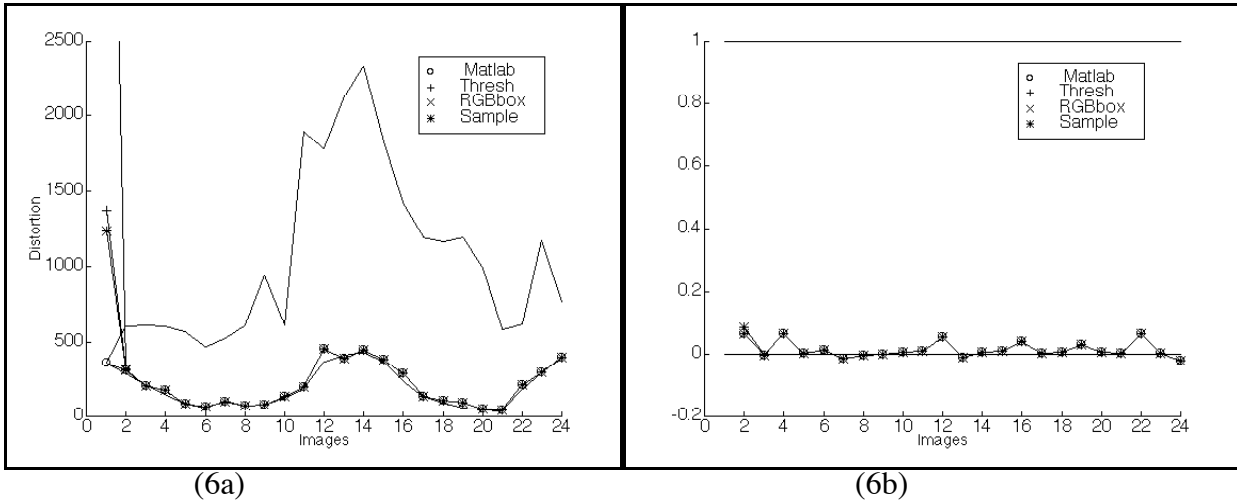 2500
2000
1500
1000
500
0
Distortion
Matlab
Thresh
RGBbox
Sample
0 2 4 6 8 10 12 14 16 18 20 22 24
Images
(6a)
1
0.8
0.6
0.4
0.2
0
-0.2
Matlab
Thresh
RGBbox
Sample
0 2 4 6 8 10 12 14 16 18 20 22 24
Images
(6b)